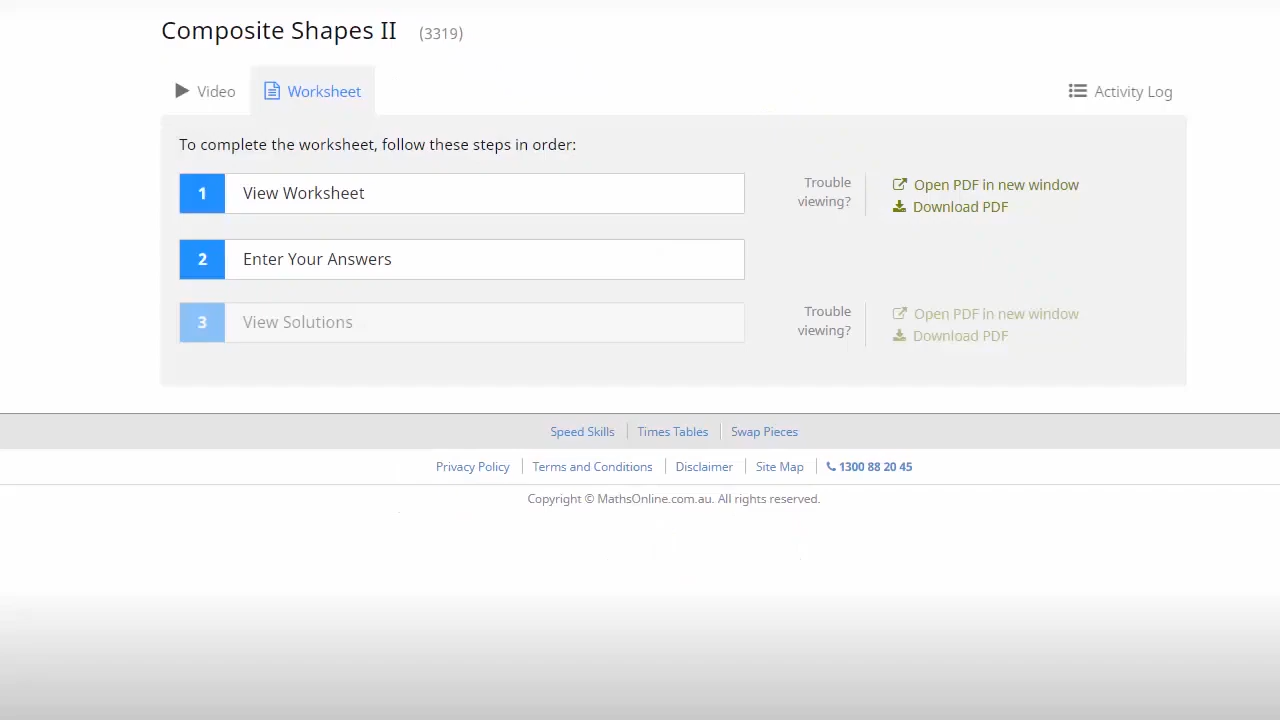 Composite Shapes II (3319)
Video Worksheet Activity Log
To complete the worksheet, follow these steps in order:
1 View Worksheet
Trouble viewing?
Open PDF in new window
Download PDF
2 Enter Your Answers
3 View Solutions
Trouble viewing?
Open PDF in new window
Download PDF
Speed Skills Times Tables Swap Pieces
Privacy Policy Terms and Conditions Disclaimer Site Map 1300 88 20 45
Copyright © MathsOnline.com.au. All rights reserved.